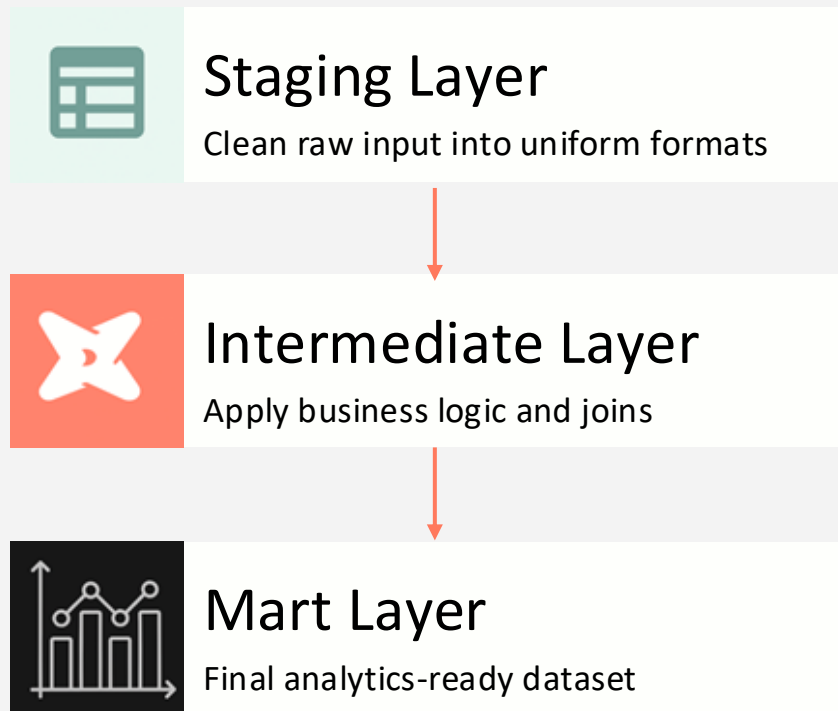 Staging Layer
Clean raw input into uniform formats
Intermediate Layer
Apply business logic and joins
Mart Layer
Final analytics-ready dataset